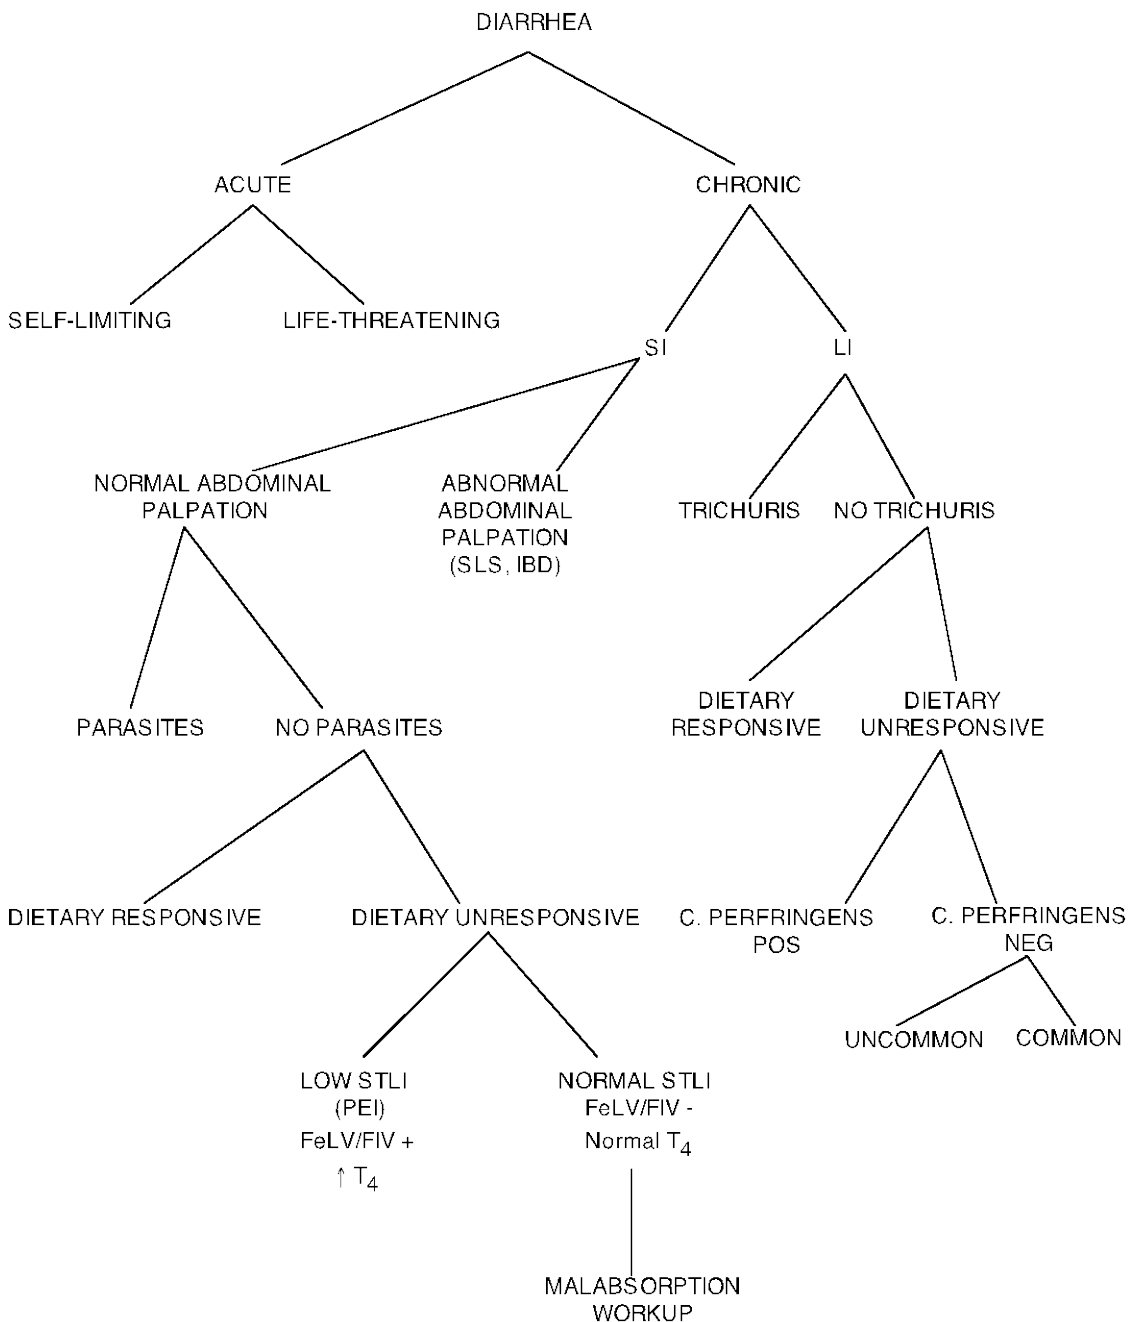 DIARRHEA
ACUTE
CHRONIC
SELF-LIMITING
LIFE-THREATENING
SI
LI
NORMAL ABDOMINAL
PALPATION
ABNORMAL
ABDOMINAL
PALPATION
(SLS, IBD)
TRICHURIS
NO TRICHURIS
PARASITES
NO PARASITES
DIETARY
RESPONSIVE
DIETARY
UNRESPONSIVE
DIETARY RESPONSIVE
DIETARY UNRESPONSIVE
C. PERFRINGENS
POS
C. PERFRINGENS
NEG
UNCOMMON
COMMON
LOW STLI
(PEI)
FeLV/FIV +
↑ T4
NORMAL STLI
FeLV/FIV -
Normal T4
MALABSORPTION
WORKUP